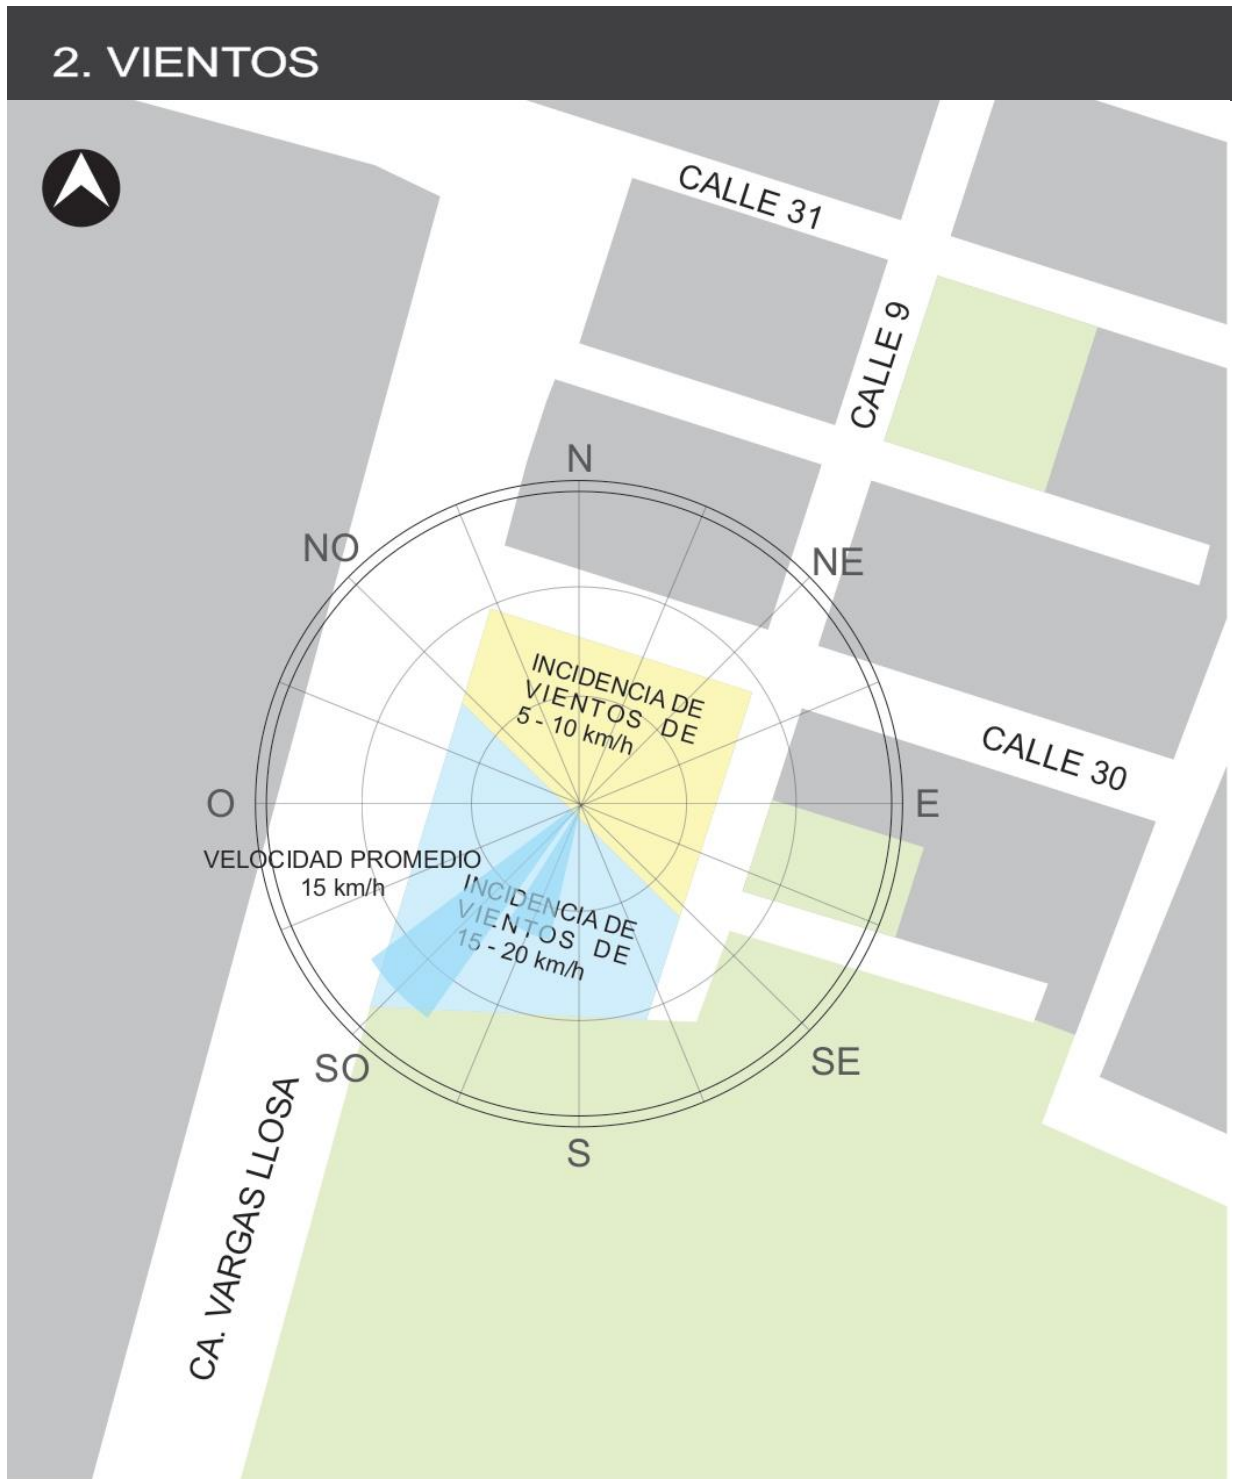 2. VIENTOS
CALLE 31
CALLE 9
N
NO
NE
INCIDENCIA DE
VIENTOS DE
5 - 10 km/h
CALLE 30
O
E
VELOCIDAD PROMEDIO
15 km/h
INCIDENCIA DE
VIENTOS DE
15 - 20 km/h
SO
SE
S
CA. VARGAS LLOSA